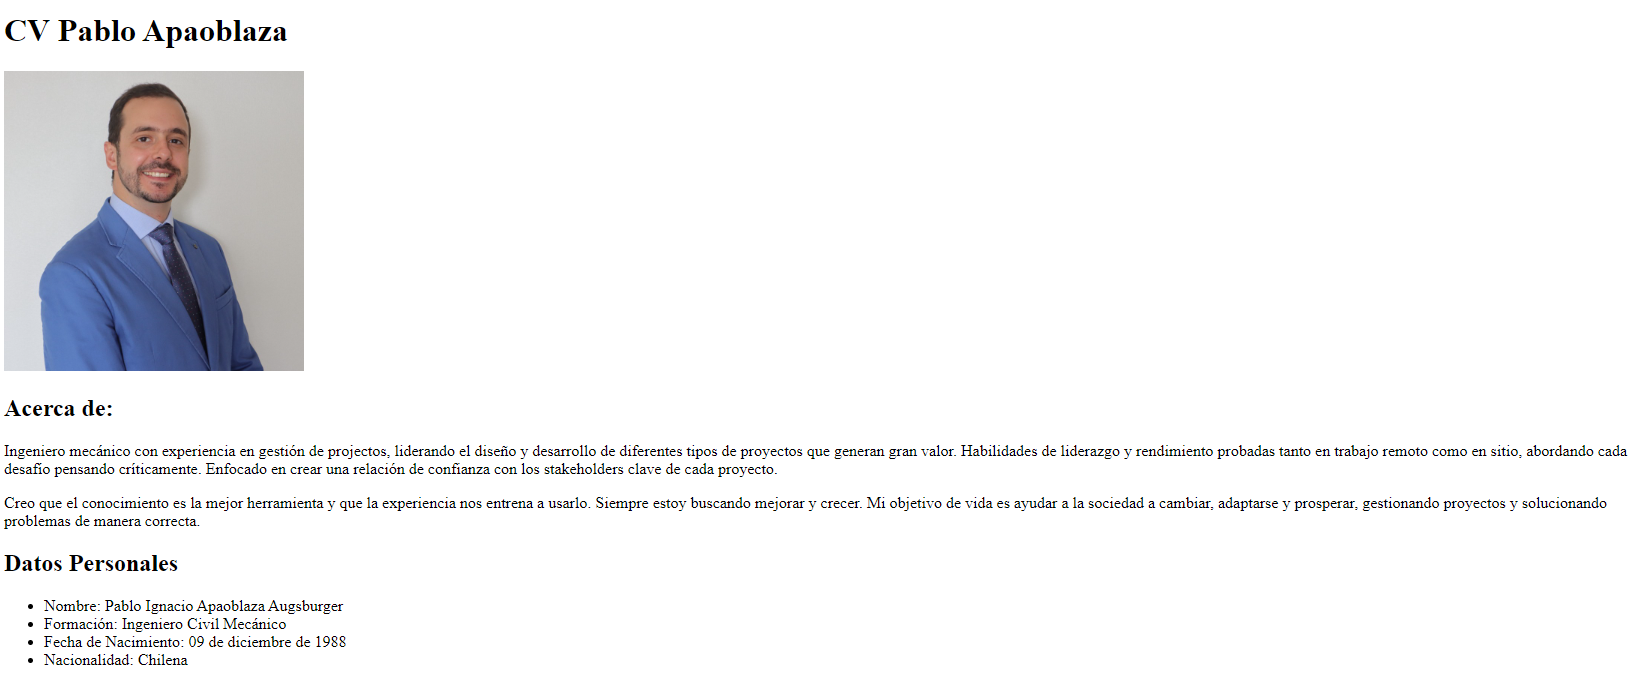 CV Pablo Apaoblaza
Acerca de:
Ingeniero mecánico con experiencia en gestión de projectos, liderando el diseño y desarrollo de diferentes tipos de proyectos que generan gran valor. Habilidades de liderazgo y rendimiento probadas tanto en trabajo remoto como en sitio, abordando cada
desafío pensando críticamente. Enfocado en crear una relación de confianza con los stakeholders clave de cada proyecto.
Creo que el conocimiento es la mejor herramienta y que la experiencia nos entrena a usarlo. Siempre estoy buscando mejorar y crecer. Mi objetivo de vida es ayudar a la sociedad a cambiar, adaptarse y prosperar, gestionando proyectos y solucionando
problemas de manera correcta.
Datos Personales
• Nombre: Pablo Ignacio Apaoblaza Augsburger
• Formación: Ingeniero Civil Mecánico
• Fecha de Nacimiento: 09 de diciembre de 1988
• Nacionalidad: Chilena